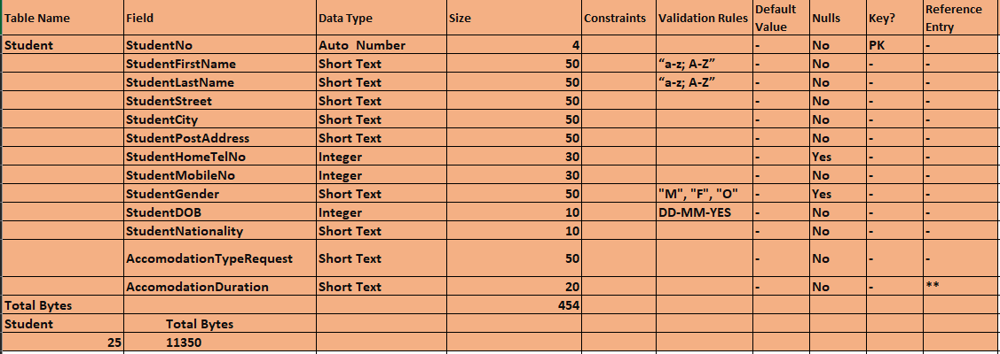 Table Name Field Data Type Size Constraints Validation Rules Default Value Nulls Key? Reference Entry
Student StudentNo Auto Number 4 - No PK -
StudentFirstName Short Text 50 “a-z; A-Z” - No - -
StudentLastName Short Text 50 “a-z; A-Z” - No - -
StudentStreet Short Text 50 - No - -
StudentCity Short Text 50 - No - -
StudentPostAddress Short Text 50 - No - -
StudentHomeTelNo Integer 30 - Yes - -
StudentMobileNo Integer 30 - No - -
StudentGender Short Text 50 "M", "F", "O" - Yes - -
StudentDOB Integer 10 DD-MM-YES - No - -
StudentNationality Short Text 10 - No - -
AccomodationTypeRequest Short Text 50 - No - -
AccomodationDuration Short Text 20 - No - **
Total Bytes 454
Student Total Bytes
25 11350